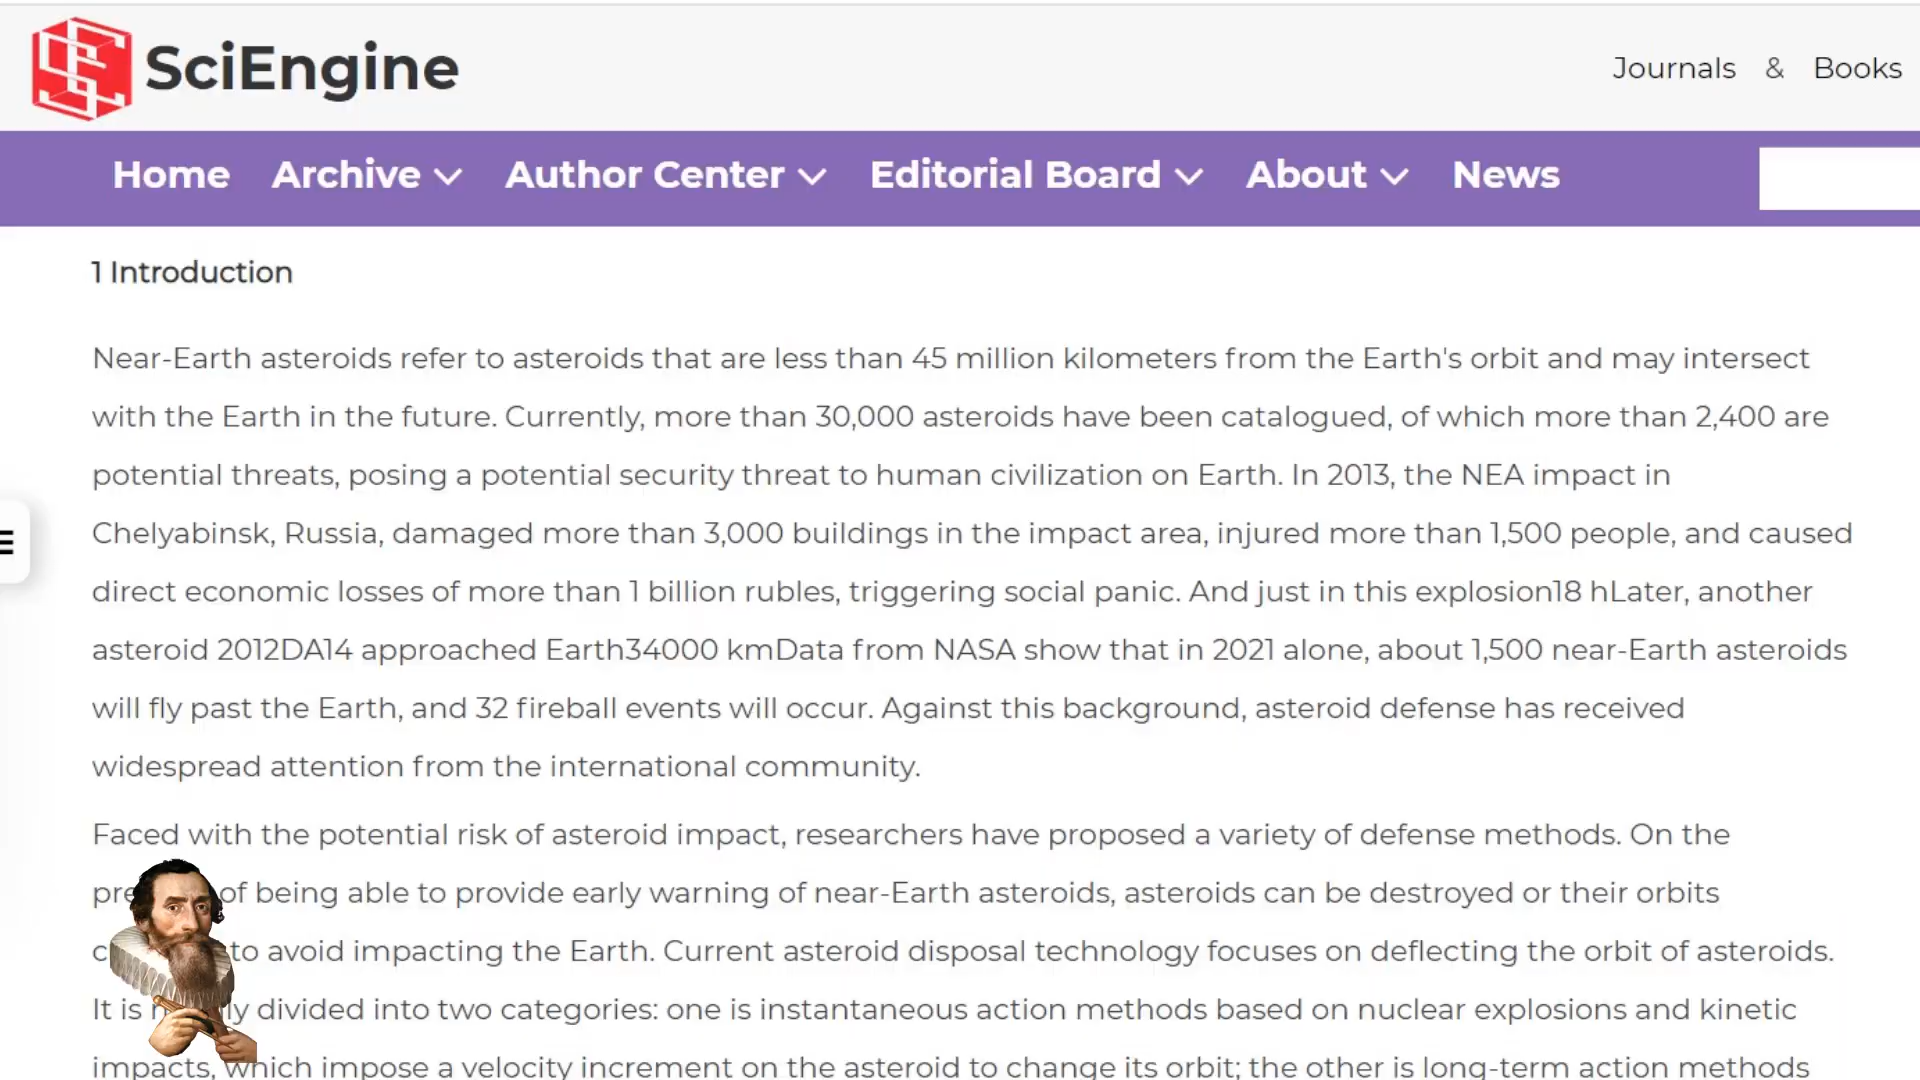 SciEngine
Journals & Books
Home Archive Author Center Editorial Board About News
1 Introduction
Near-Earth asteroids refer to asteroids that are less than 45 million kilometers from the Earth's orbit and may intersect
with the Earth in the future. Currently, more than 30,000 asteroids have been catalogued, of which more than 2,400 are
potential threats, posing a potential security threat to human civilization on Earth. In 2013, the NEA impact in
Chelyabinsk, Russia, damaged more than 3,000 buildings in the impact area, injured more than 1,500 people, and caused
direct economic losses of more than 1 billion rubles, triggering social panic. And just in this explosion18 hLater, another
asteroid 2012DA14 approached Earth34000 kmData from NASA show that in 2021 alone, about 1,500 near-Earth asteroids
will fly past the Earth, and 32 fireball events will occur. Against this background, asteroid defense has received
widespread attention from the international community.
Faced with the potential risk of asteroid impact, researchers have proposed a variety of defense methods. On the
of being able to provide early warning of near-Earth asteroids, asteroids can be destroyed or their orbits
to avoid impacting the Earth. Current asteroid disposal technology focuses on deflecting the orbit of asteroids.
It is divided into two categories: one is instantaneous action methods based on nuclear explosions and kinetic
impacts, which impose a velocity increment on the asteroid to change its orbit; the other is long-term action methods